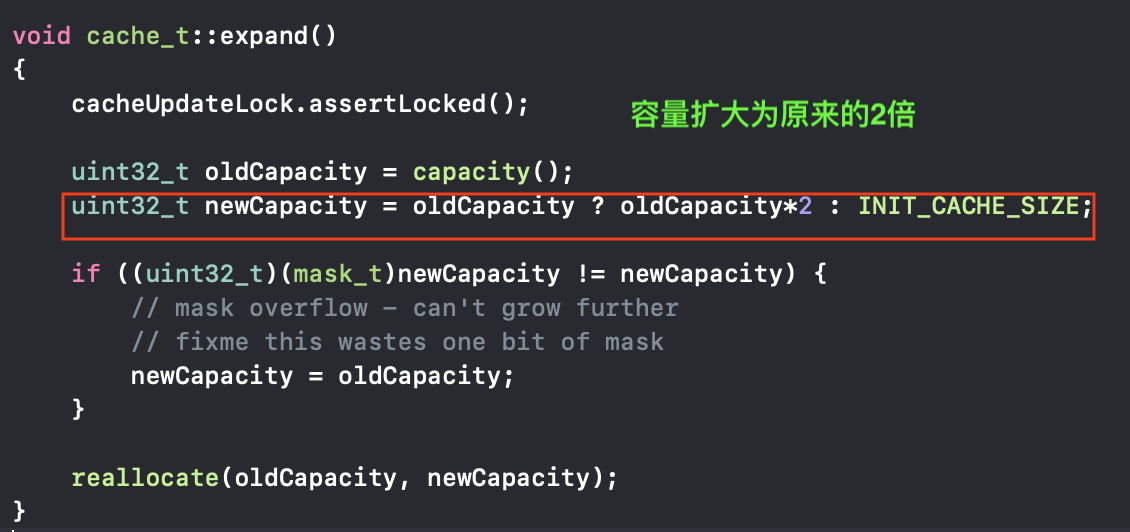 void cache_t::expand()
{
    cacheUpdateLock.assertLocked();
容量扩大为原来的2倍
    uint32_t oldCapacity = capacity();
    uint32_t newCapacity = oldCapacity ? oldCapacity*2 : INIT_CACHE_SIZE;
    if ((uint32_t)(mask_t)newCapacity != newCapacity) {
        // mask overflow - can't grow further
        // fixme this wastes one bit of mask
        newCapacity = oldCapacity;
    }
    reallocate(oldCapacity, newCapacity);
}